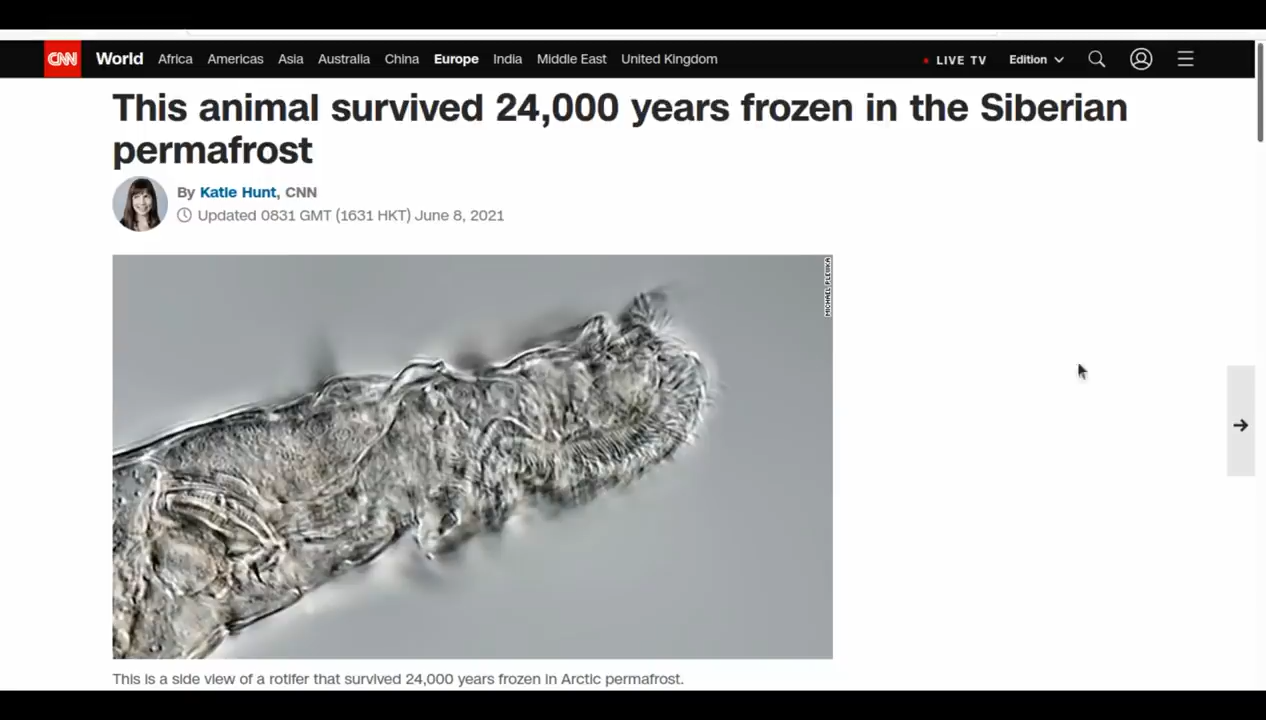 CNN World Africa Americas Asia Australia China Europe India Middle East United Kingdom LIVE TV Edition
This animal survived 24,000 years frozen in the Siberian
permafrost
By Katie Hunt, CNN
Updated 0831 GMT (1631 HKT) June 8, 2021
MICHAEL PLEWKA
This is a side view of a rotifer that survived 24,000 years frozen in Arctic permafrost.